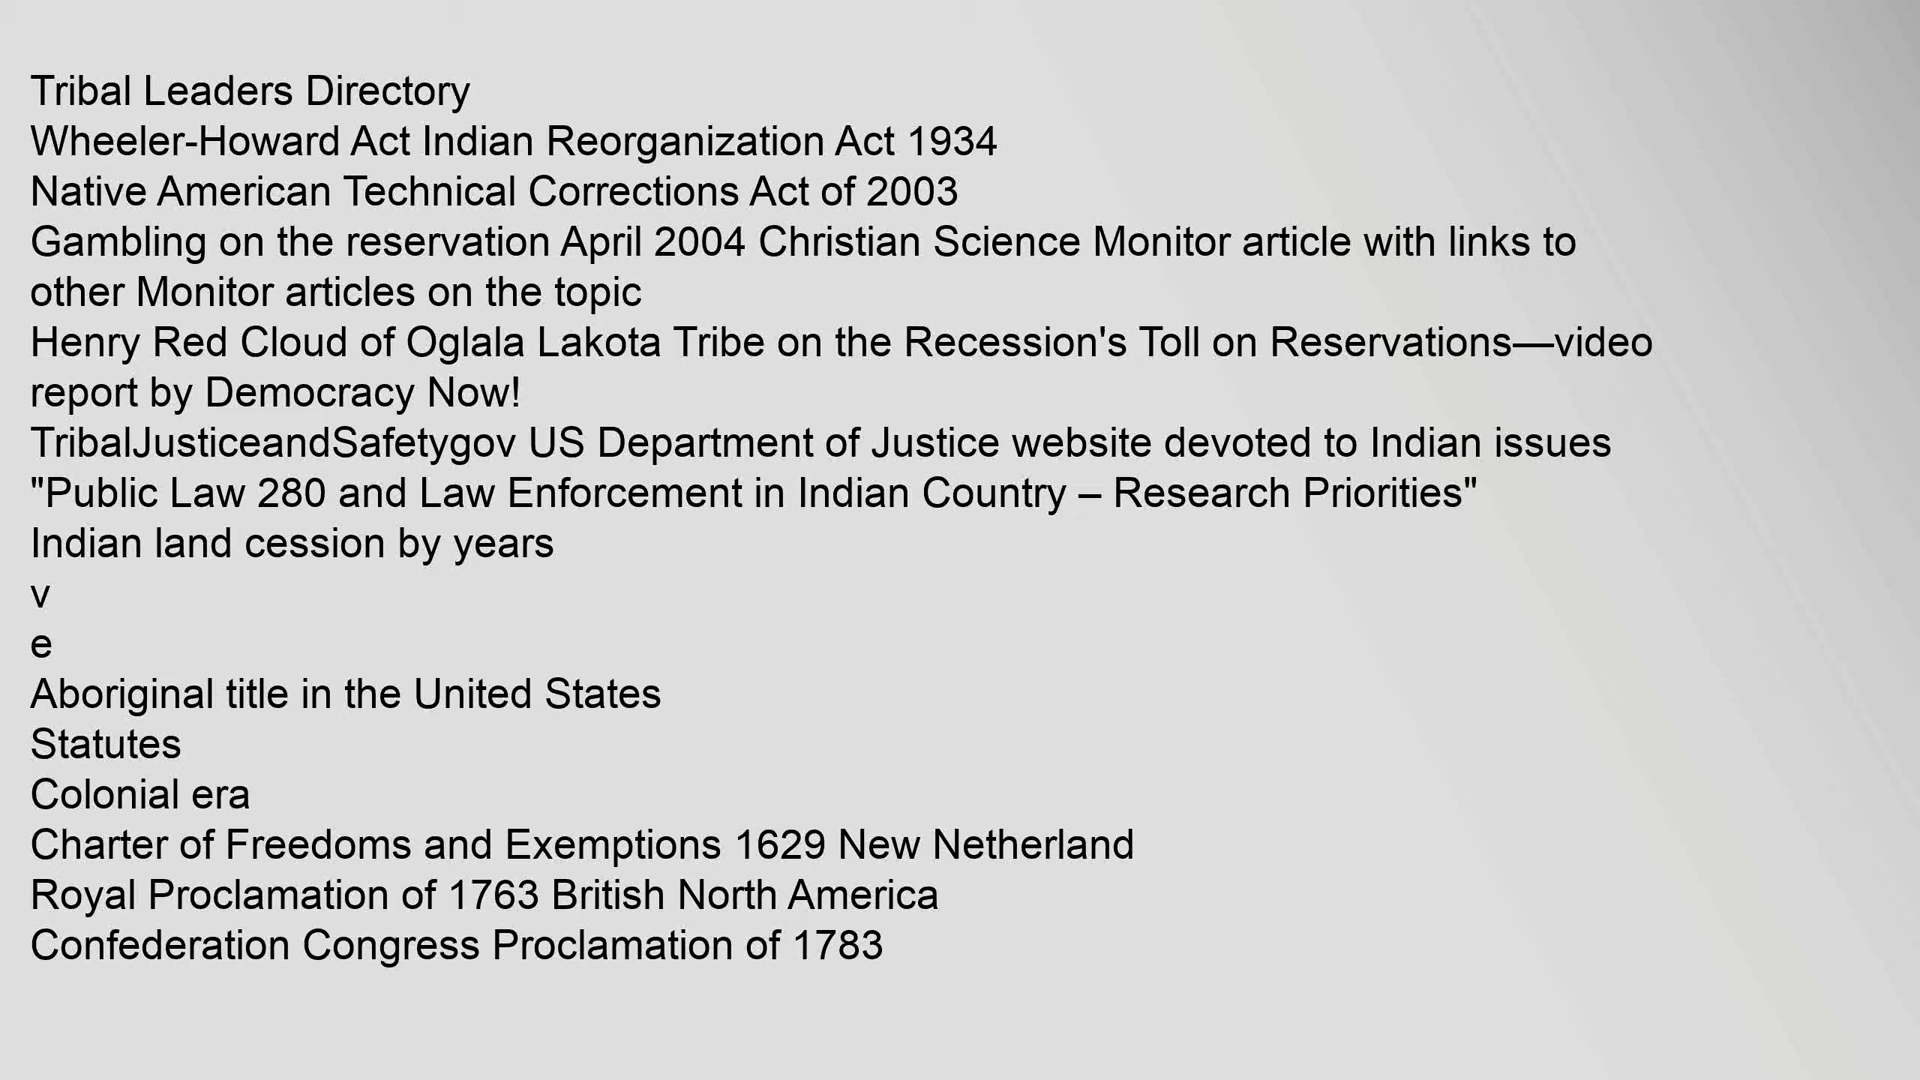 Tribal Leaders Directory
Wheeler-Howard Act Indian Reorganization Act 1934
Native American Technical Corrections Act of 2003
Gambling on the reservation April 2004 Christian Science Monitor article with links to
other Monitor articles on the topic
Henry Red Cloud of Oglala Lakota Tribe on the Recession's Toll on Reservations—video
report by Democracy Now!
TribalJusticeandSafetygov US Department of Justice website devoted to Indian issues
"Public Law 280 and Law Enforcement in Indian Country – Research Priorities"
Indian land cession by years
v
e
Aboriginal title in the United States
Statutes
Colonial era
Charter of Freedoms and Exemptions 1629 New Netherland
Royal Proclamation of 1763 British North America
Confederation Congress Proclamation of 1783